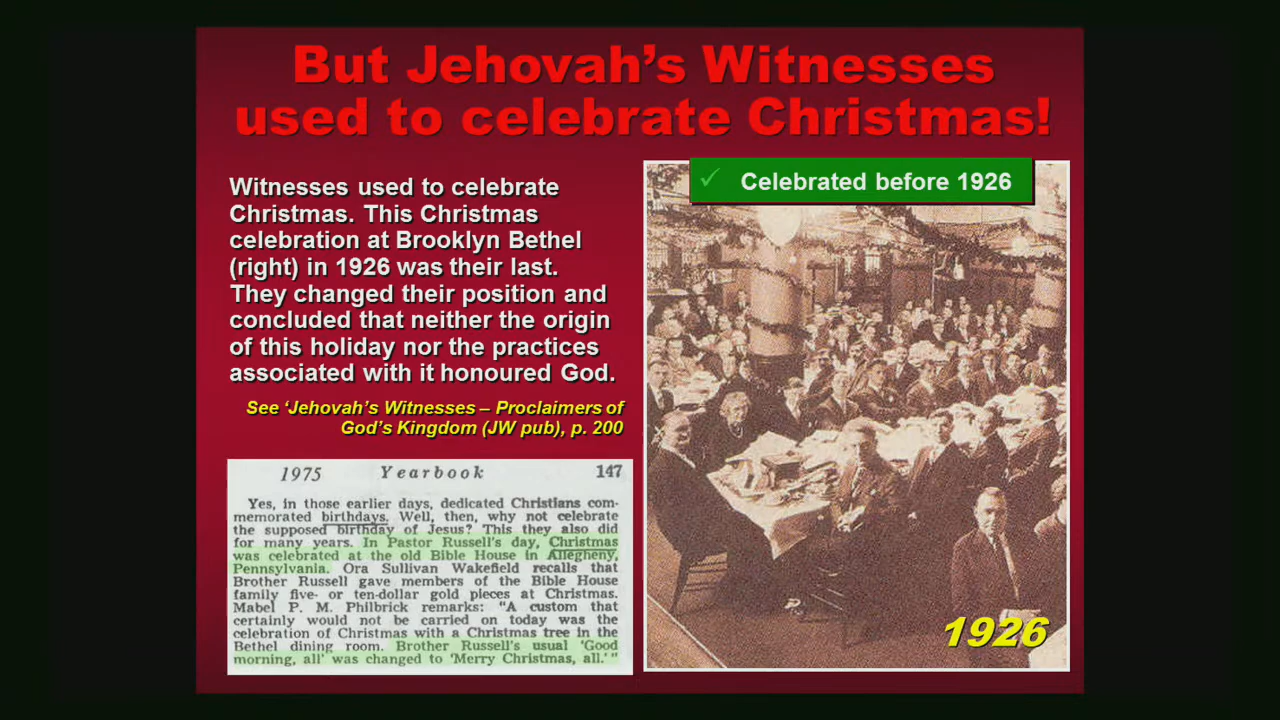 But Jehovah's Witnesses
used to celebrate Christmas!
Witnesses used to celebrate
Christmas. This Christmas
celebration at Brooklyn Bethel
(right) in 1926 was their last.
They changed their position and
concluded that neither the origin
of this holiday nor the practices
associated with it honoured God.
See ‘Jehovah's Witnesses – Proclaimers of
God's Kingdom (JW pub), p. 200
1975 Yearbook 147
Yes, in those earlier days, dedicated Christians com-
memorated birthdays. Well, then, why not celebrate
the supposed birthday of Jesus? This they also did
for many years. In Pastor Russell's day, Christmas
was celebrated at the old Bible House in Allegheny,
Pennsylvania. Ora Sullivan Wakefield recalls that
Brother Russell gave members of the Bible House
family five- or ten-dollar gold pieces at Christmas.
Mabel P. M. Philbrick remarks: "A custom that
certainly would not be carried on today was the
celebration of Christmas with a Christmas tree in the
Bethel dining room. Brother Russell's usual 'Good
morning, all' was changed to 'Merry Christmas, all.'"
✓ Celebrated before 1926
1926